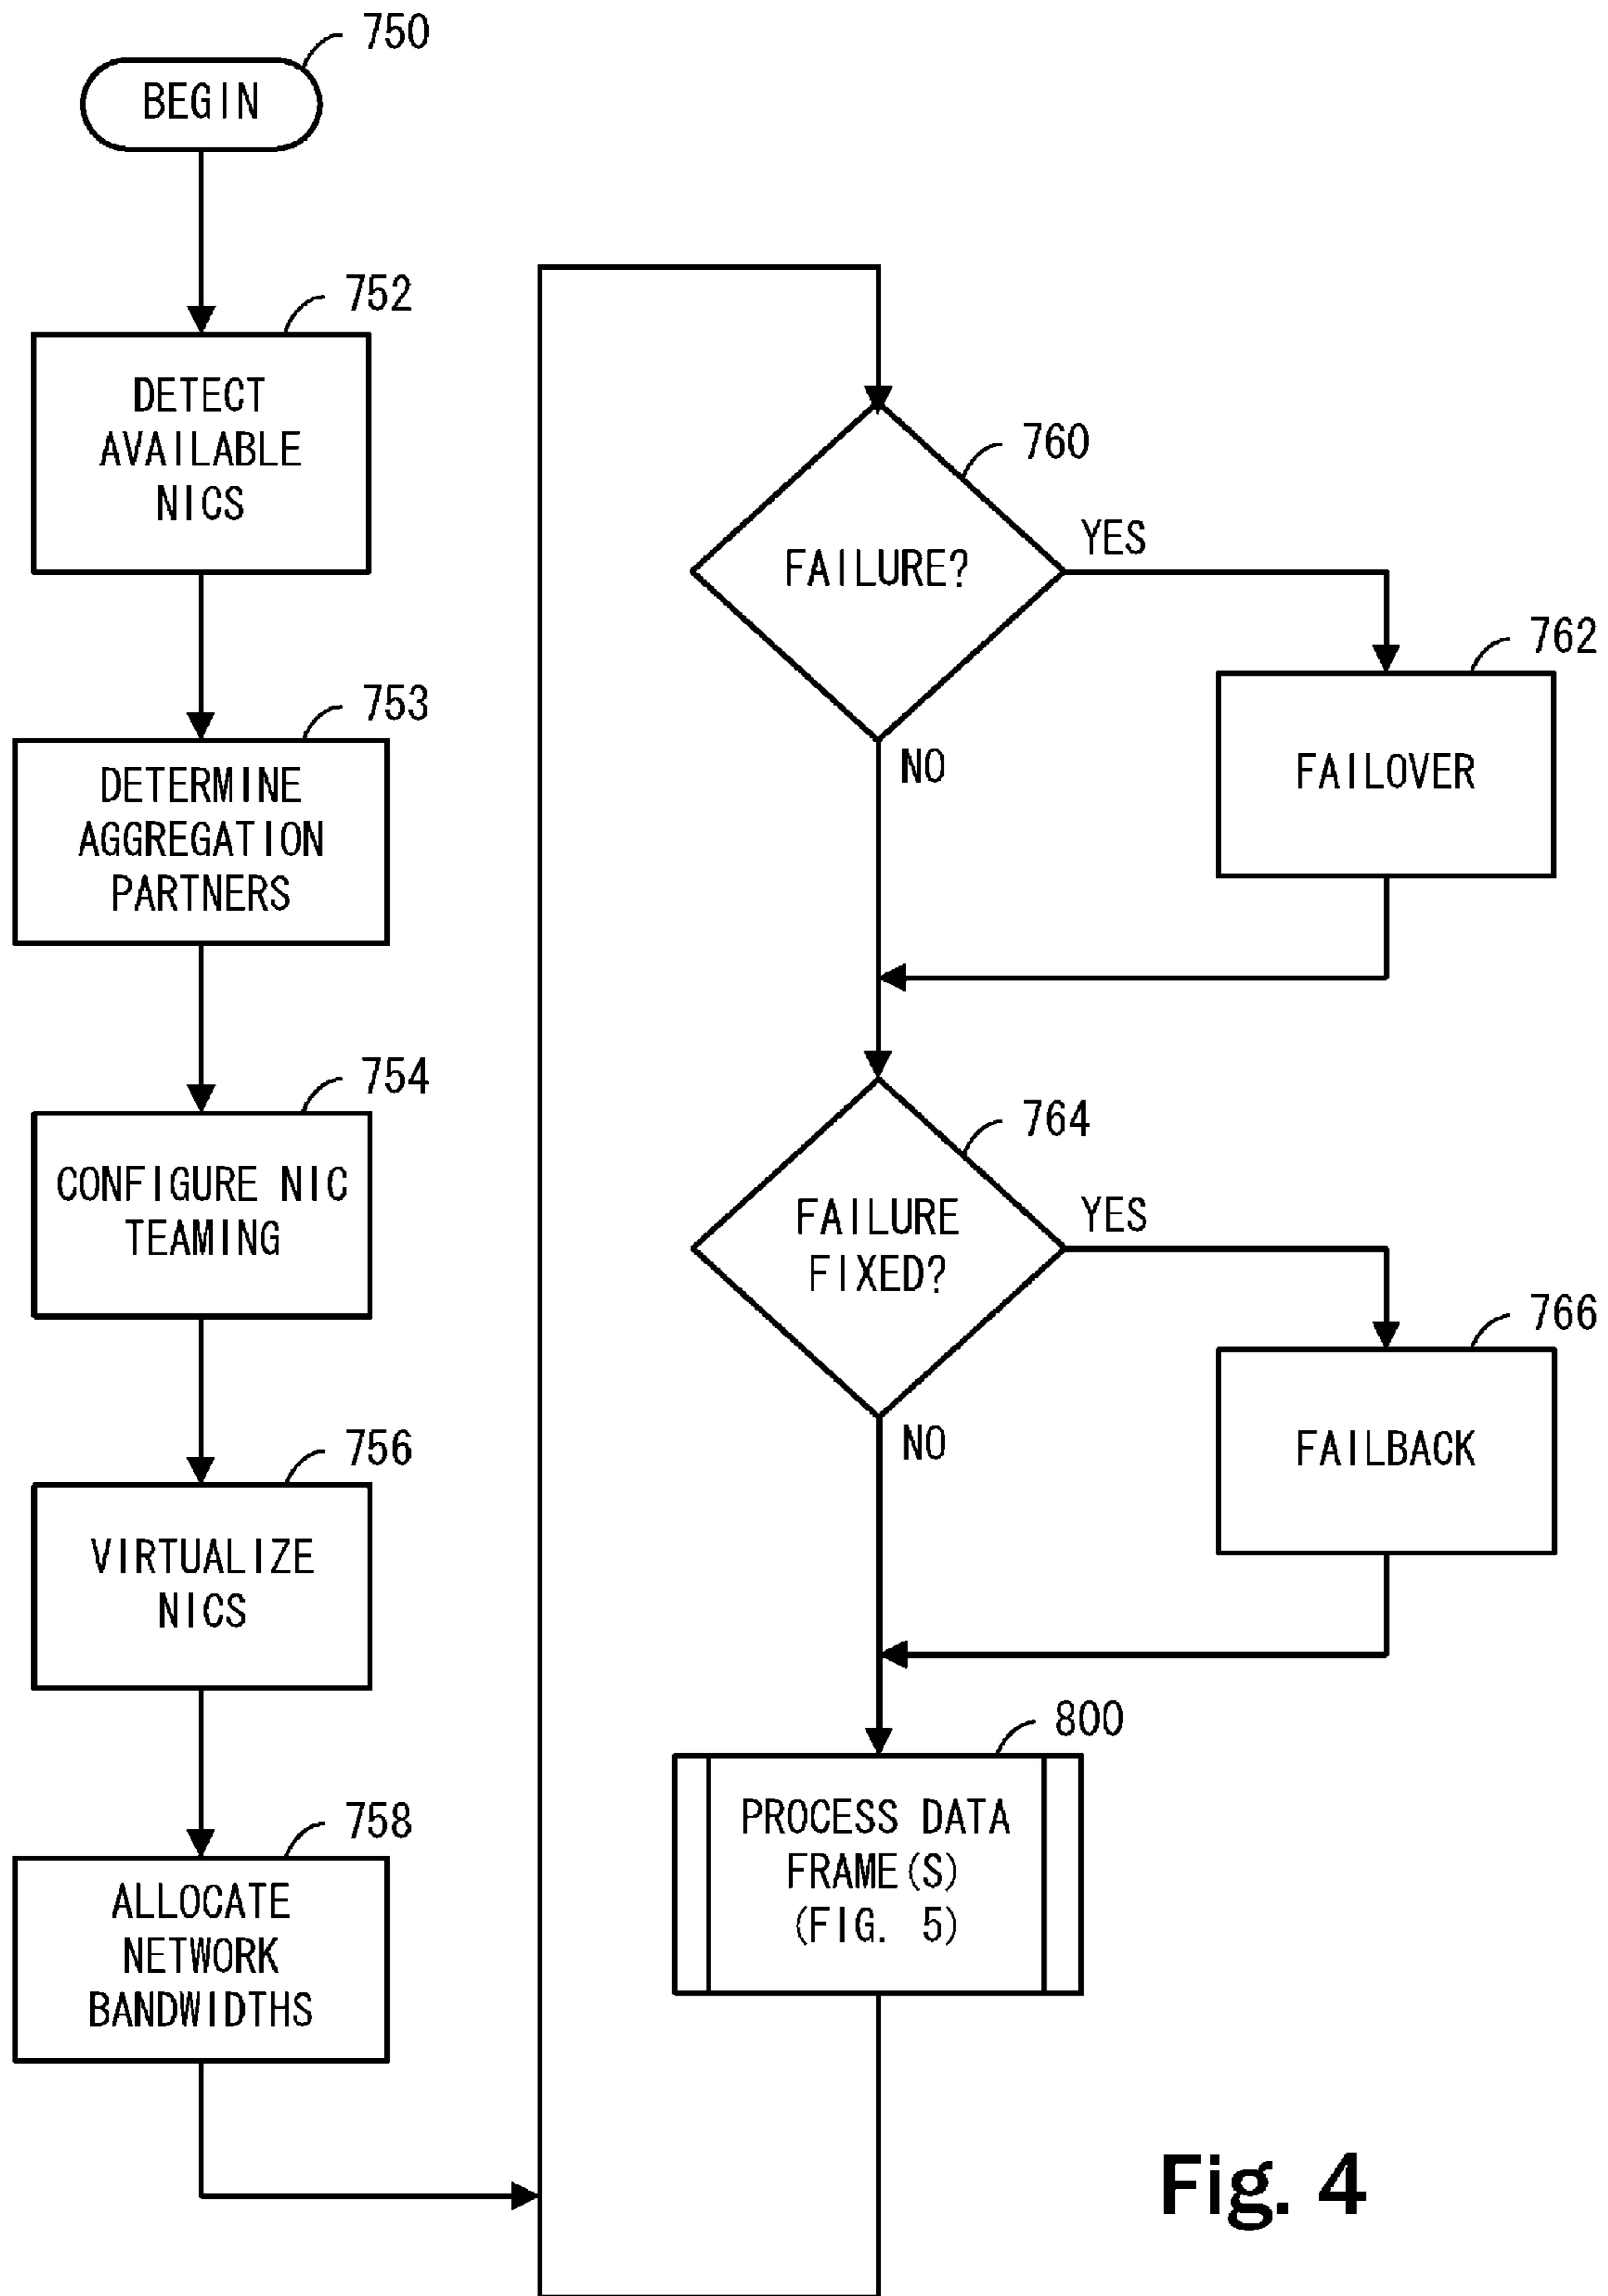 750
BEGIN
752
DETECT
AVAILABLE
NICS
753
DETERMINE
AGGREGATION
PARTNERS
754
CONFIGURE NIC
TEAMING
756
VIRTUALIZE
NICS
758
ALLOCATE
NETWORK
BANDWIDTHS
760
FAILURE?
YES
NO
762
FAILOVER
764
FAILURE
FIXED?
YES
NO
766
FAILBACK
800
PROCESS DATA
FRAME(S)
(FIG. 5)
Fig. 4